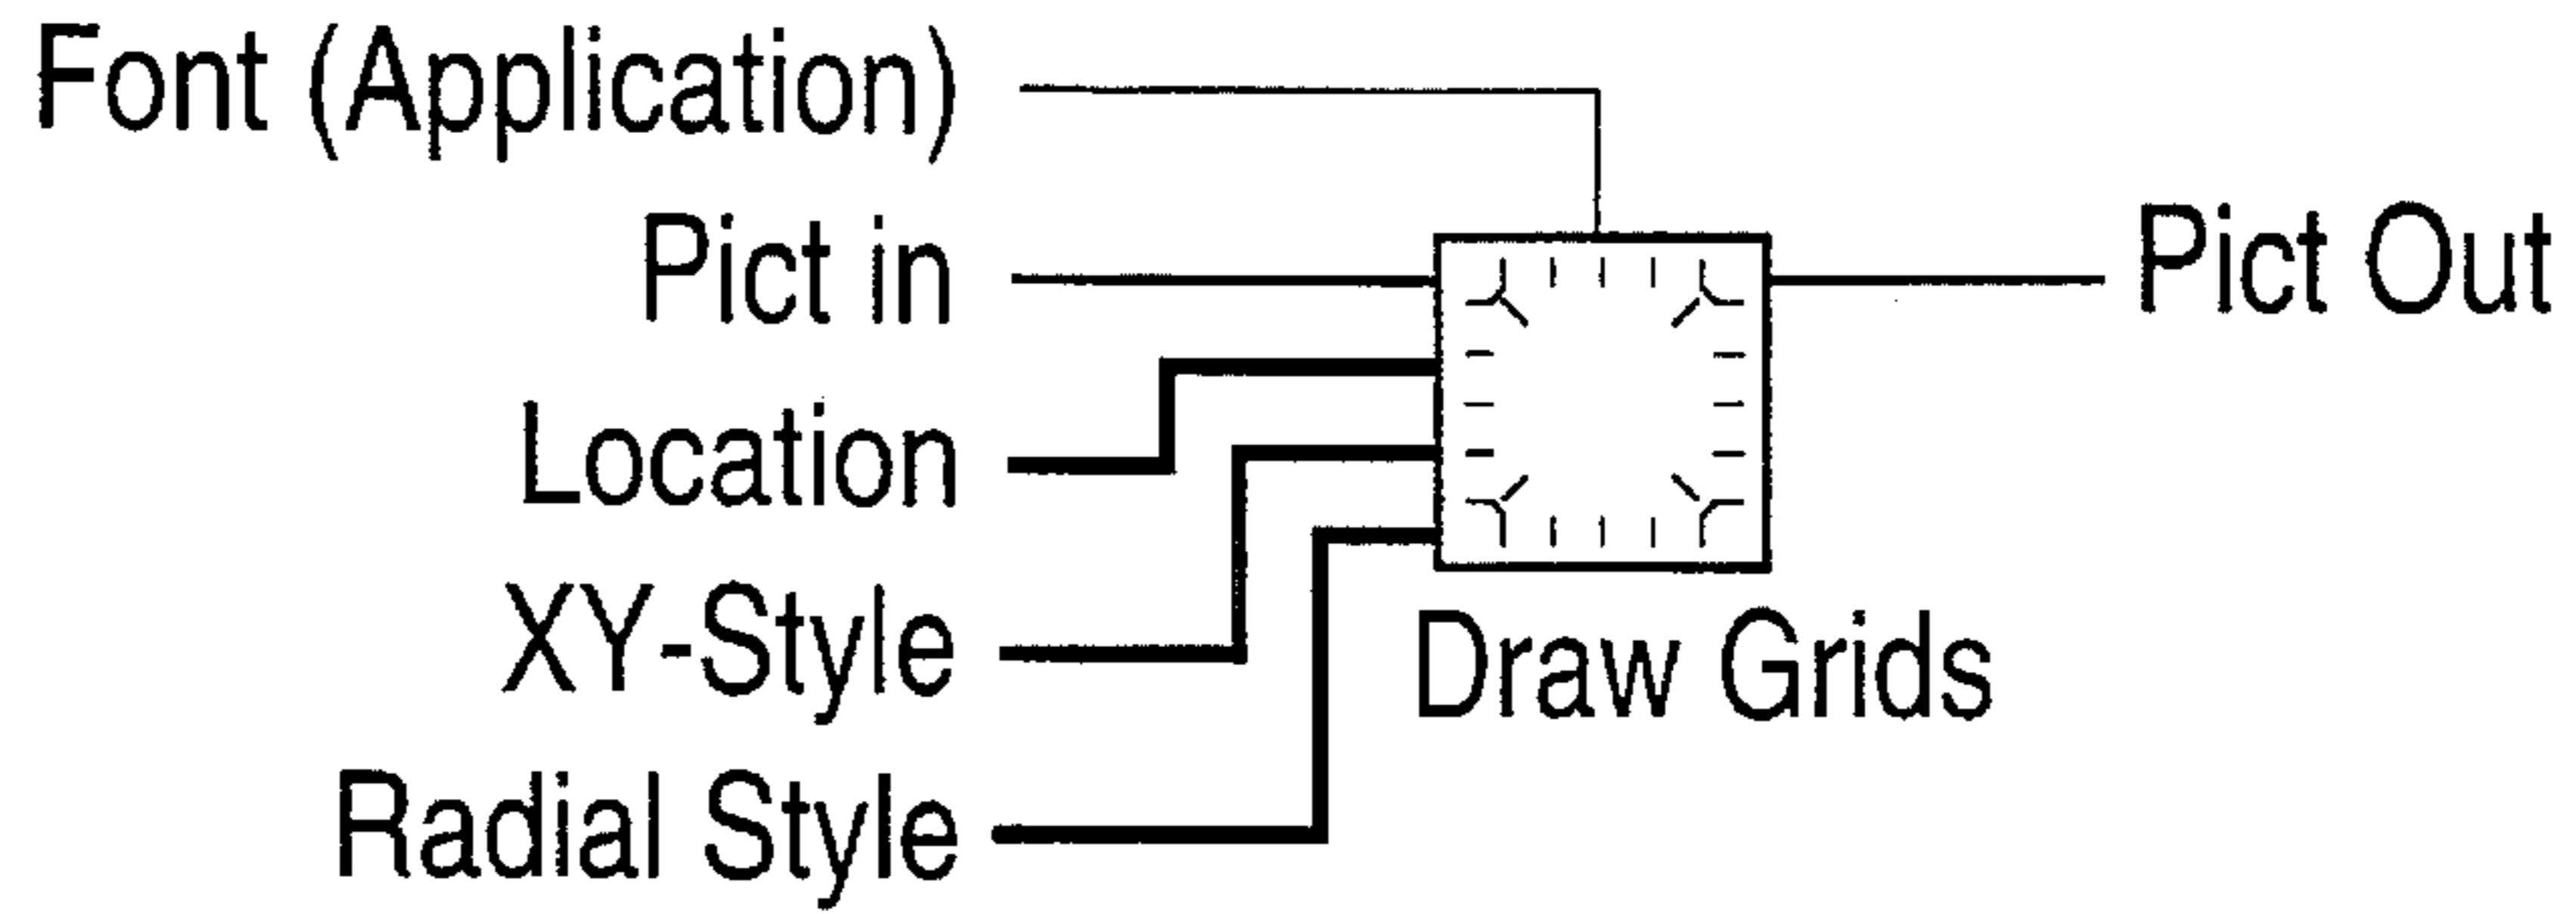 Font (Application)
Pict in
Pict Out
Location
XY-Style
Draw Grids
Radial Style